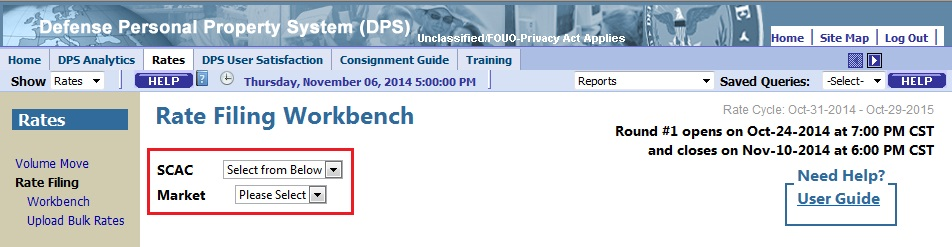 Defense Personal Property System (DPS)
Unclassified/FOUO-Privacy Act Applies
Home | Site Map | Log Out |
Home DPS Analytics Rates DPS User Satisfaction Consignment Guide Training
Show Rates HELP ? Thursday, November 06, 2014 5:00:00 PM Reports Saved Queries: -Select- HELP
Rates
Volume Move
Rate Filing
Workbench
Upload Bulk Rates
Rate Filing Workbench
SCAC Select from Below
Market Please Select
Rate Cycle: Oct-31-2014 - Oct-29-2015
Round #1 opens on Oct-24-2014 at 7:00 PM CST
and closes on Nov-10-2014 at 6:00 PM CST
Need Help?
User Guide